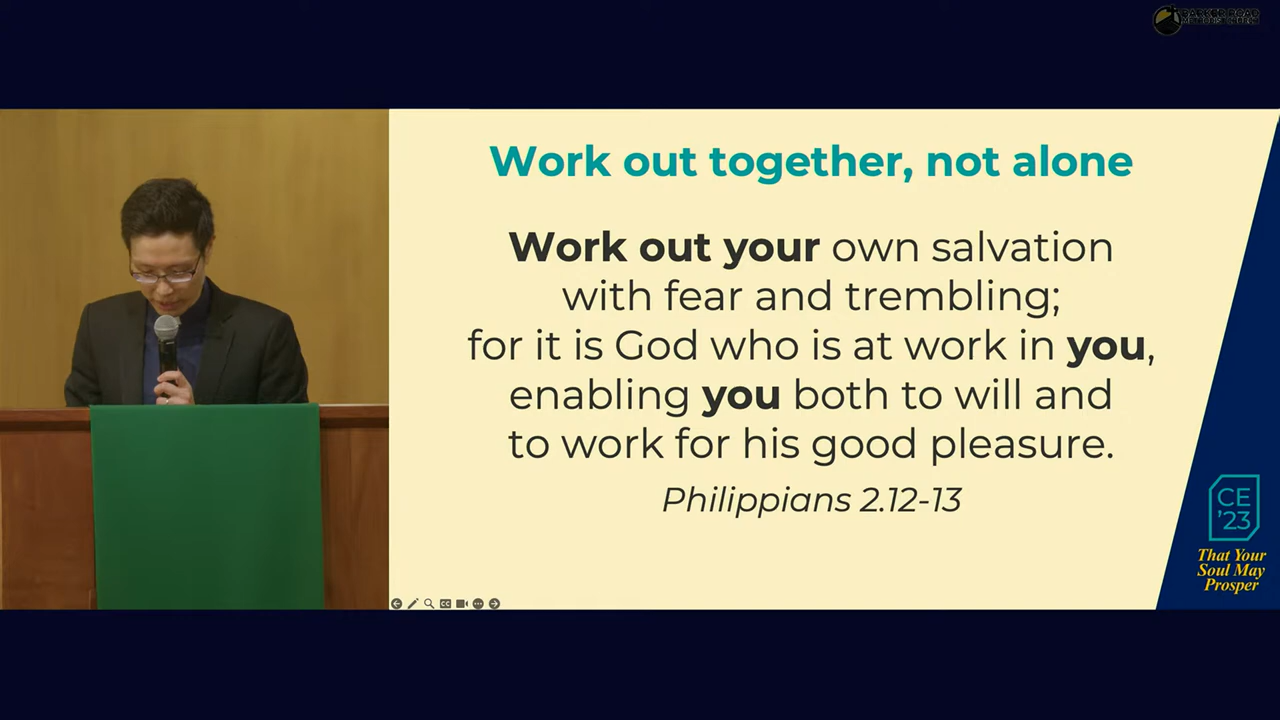 Work out together, not alone
Work out your own salvation
with fear and trembling;
for it is God who is at work in you,
enabling you both to will and
to work for his good pleasure.
Philippians 2.12-13
CE
'23
That Your
Soul May
Prosper